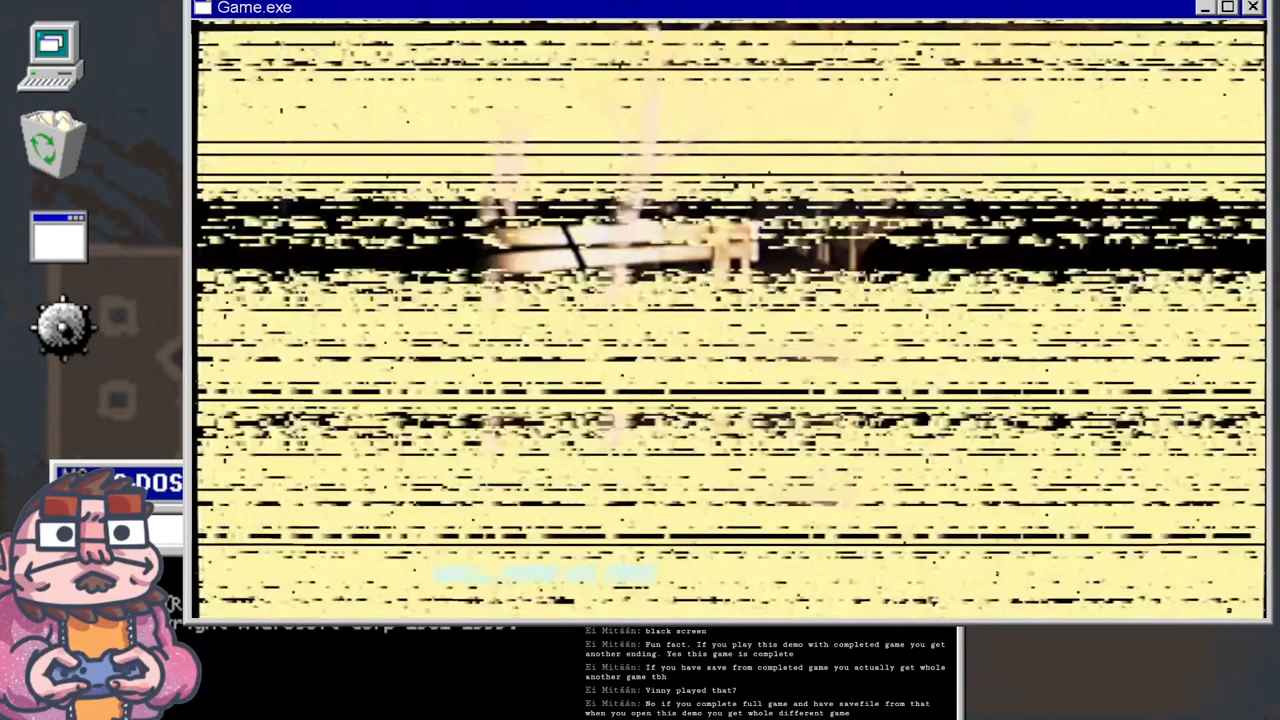 Game.exe
DOS
Ei Mitään: black screen
Ei Mitään: Fun fact. If you play this demo with completed game you get
another ending. Yes this game is complete
Ei Mitään: If you have save from completed game you actually get whole
another game tbh
Ei Mitään: Vinny played that?
Ei Mitään: No if you complete full game and have savefile from that
when you open this demo you get whole different game